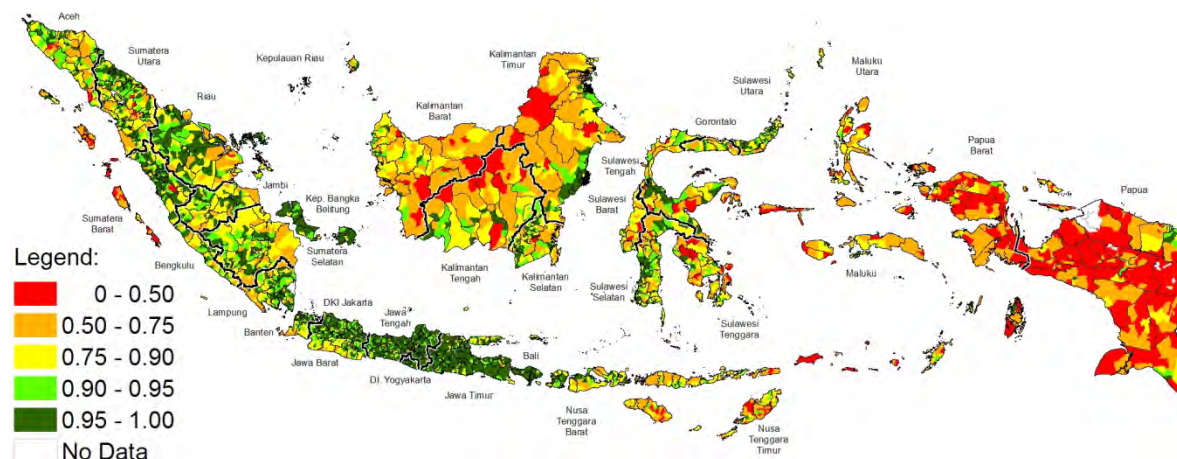 Aceh
Sumatera
Utara
Kepulauan Riau
Riau
Kalimantan
Timur
Kalimantan
Barat
Sulawesi
Utara
Maluku
Utara
Gorontalo
Papua
Barat
Papua
Sulawesi
Tengah
Jambi
Kep. Bangka
Belitung
Sulawesi
Barat
Sumatera
Barat
Sumatera
Selatan
Bengkulu
Kalimantan
Tengah
Kalimantan
Selatan
Sulawesi
Selatan
Maluku
Lampung
DKI Jakarta
Jawa
Tengah
Sulawesi
Tenggara
Banten
Jawa Barat
Bali
DI. Yogyakarta
Jawa Timur
Nusa
Tenggara
Barat
Nusa
Tenggara
Timur
Legend:
0 - 0.50
0.50 - 0.75
0.75 - 0.90
0.90 - 0.95
0.95 - 1.00
No Data